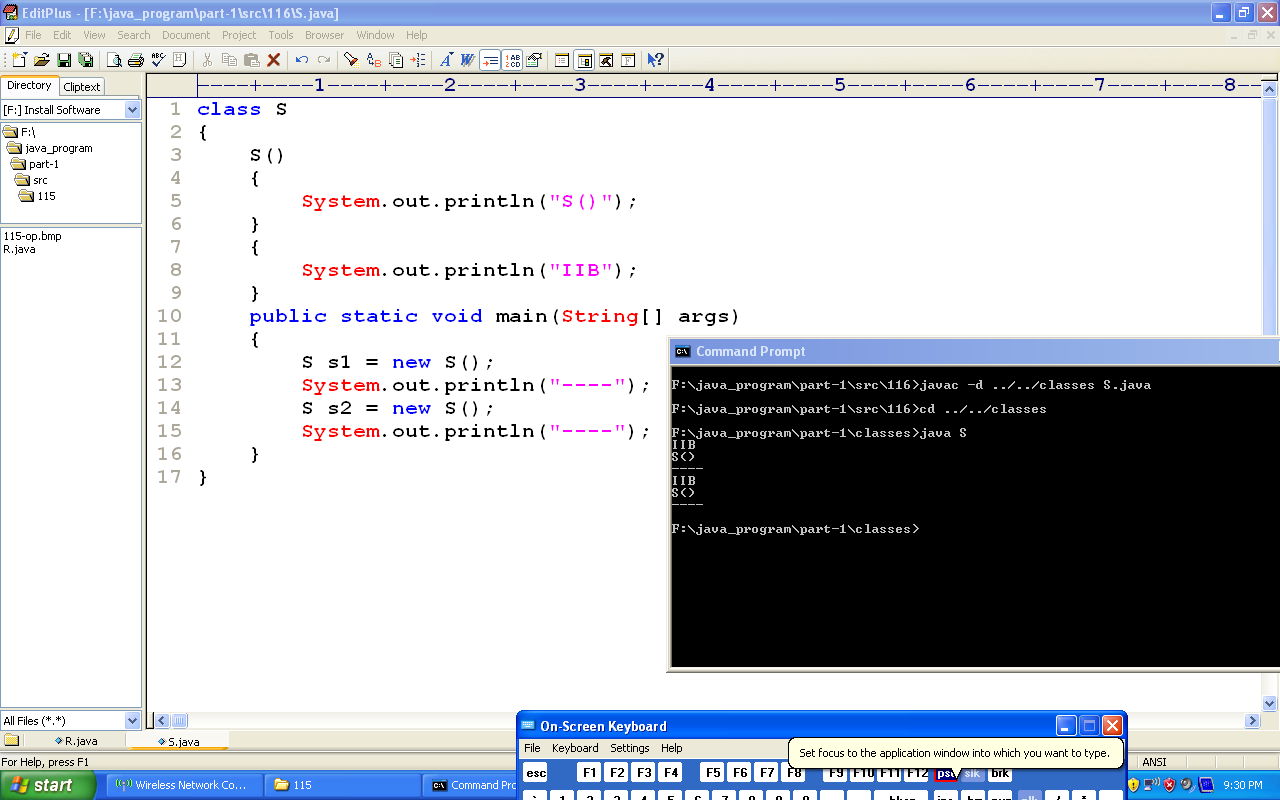 EditPlus - [F:\java_program\part-1\src\116\S.java]
File Edit View Search Document Project Tools Browser Window Help
Directory Cliptext
[F:] Install Software
F:\
java_program
part-1
src
115
115-op.bmp
R.java
All Files (*.*)
----+----1----+----2----+----3----+----4----+----5----+----6----+----7----+----8--
1 class S
2 {
3 S()
4 {
5 System.out.println("S()");
6 }
7 {
8 System.out.println("IIB");
9 }
10 public static void main(String[] args)
11 {
12 S s1 = new S();
13 System.out.println("----");
14 S s2 = new S();
15 System.out.println("----");
16 }
17 }
Command Prompt
F:\java_program\part-1\src\116>javac -d ../../classes S.java
F:\java_program\part-1\src\116>cd ../../classes
F:\java_program\part-1\classes>java S
IIB
S()
----
IIB
S()
----
F:\java_program\part-1\classes>
R.java S.java
For Help, press F1
ANSI
On-Screen Keyboard
File Keyboard Settings Help
Set focus to the application window into which you want to type.
esc F1 F2 F3 F4 F5 F6 F7 F8 F9 F10 F11 F12 psc slk brk
start
Wireless Network Co...
115
Command Pro
9:30 PM